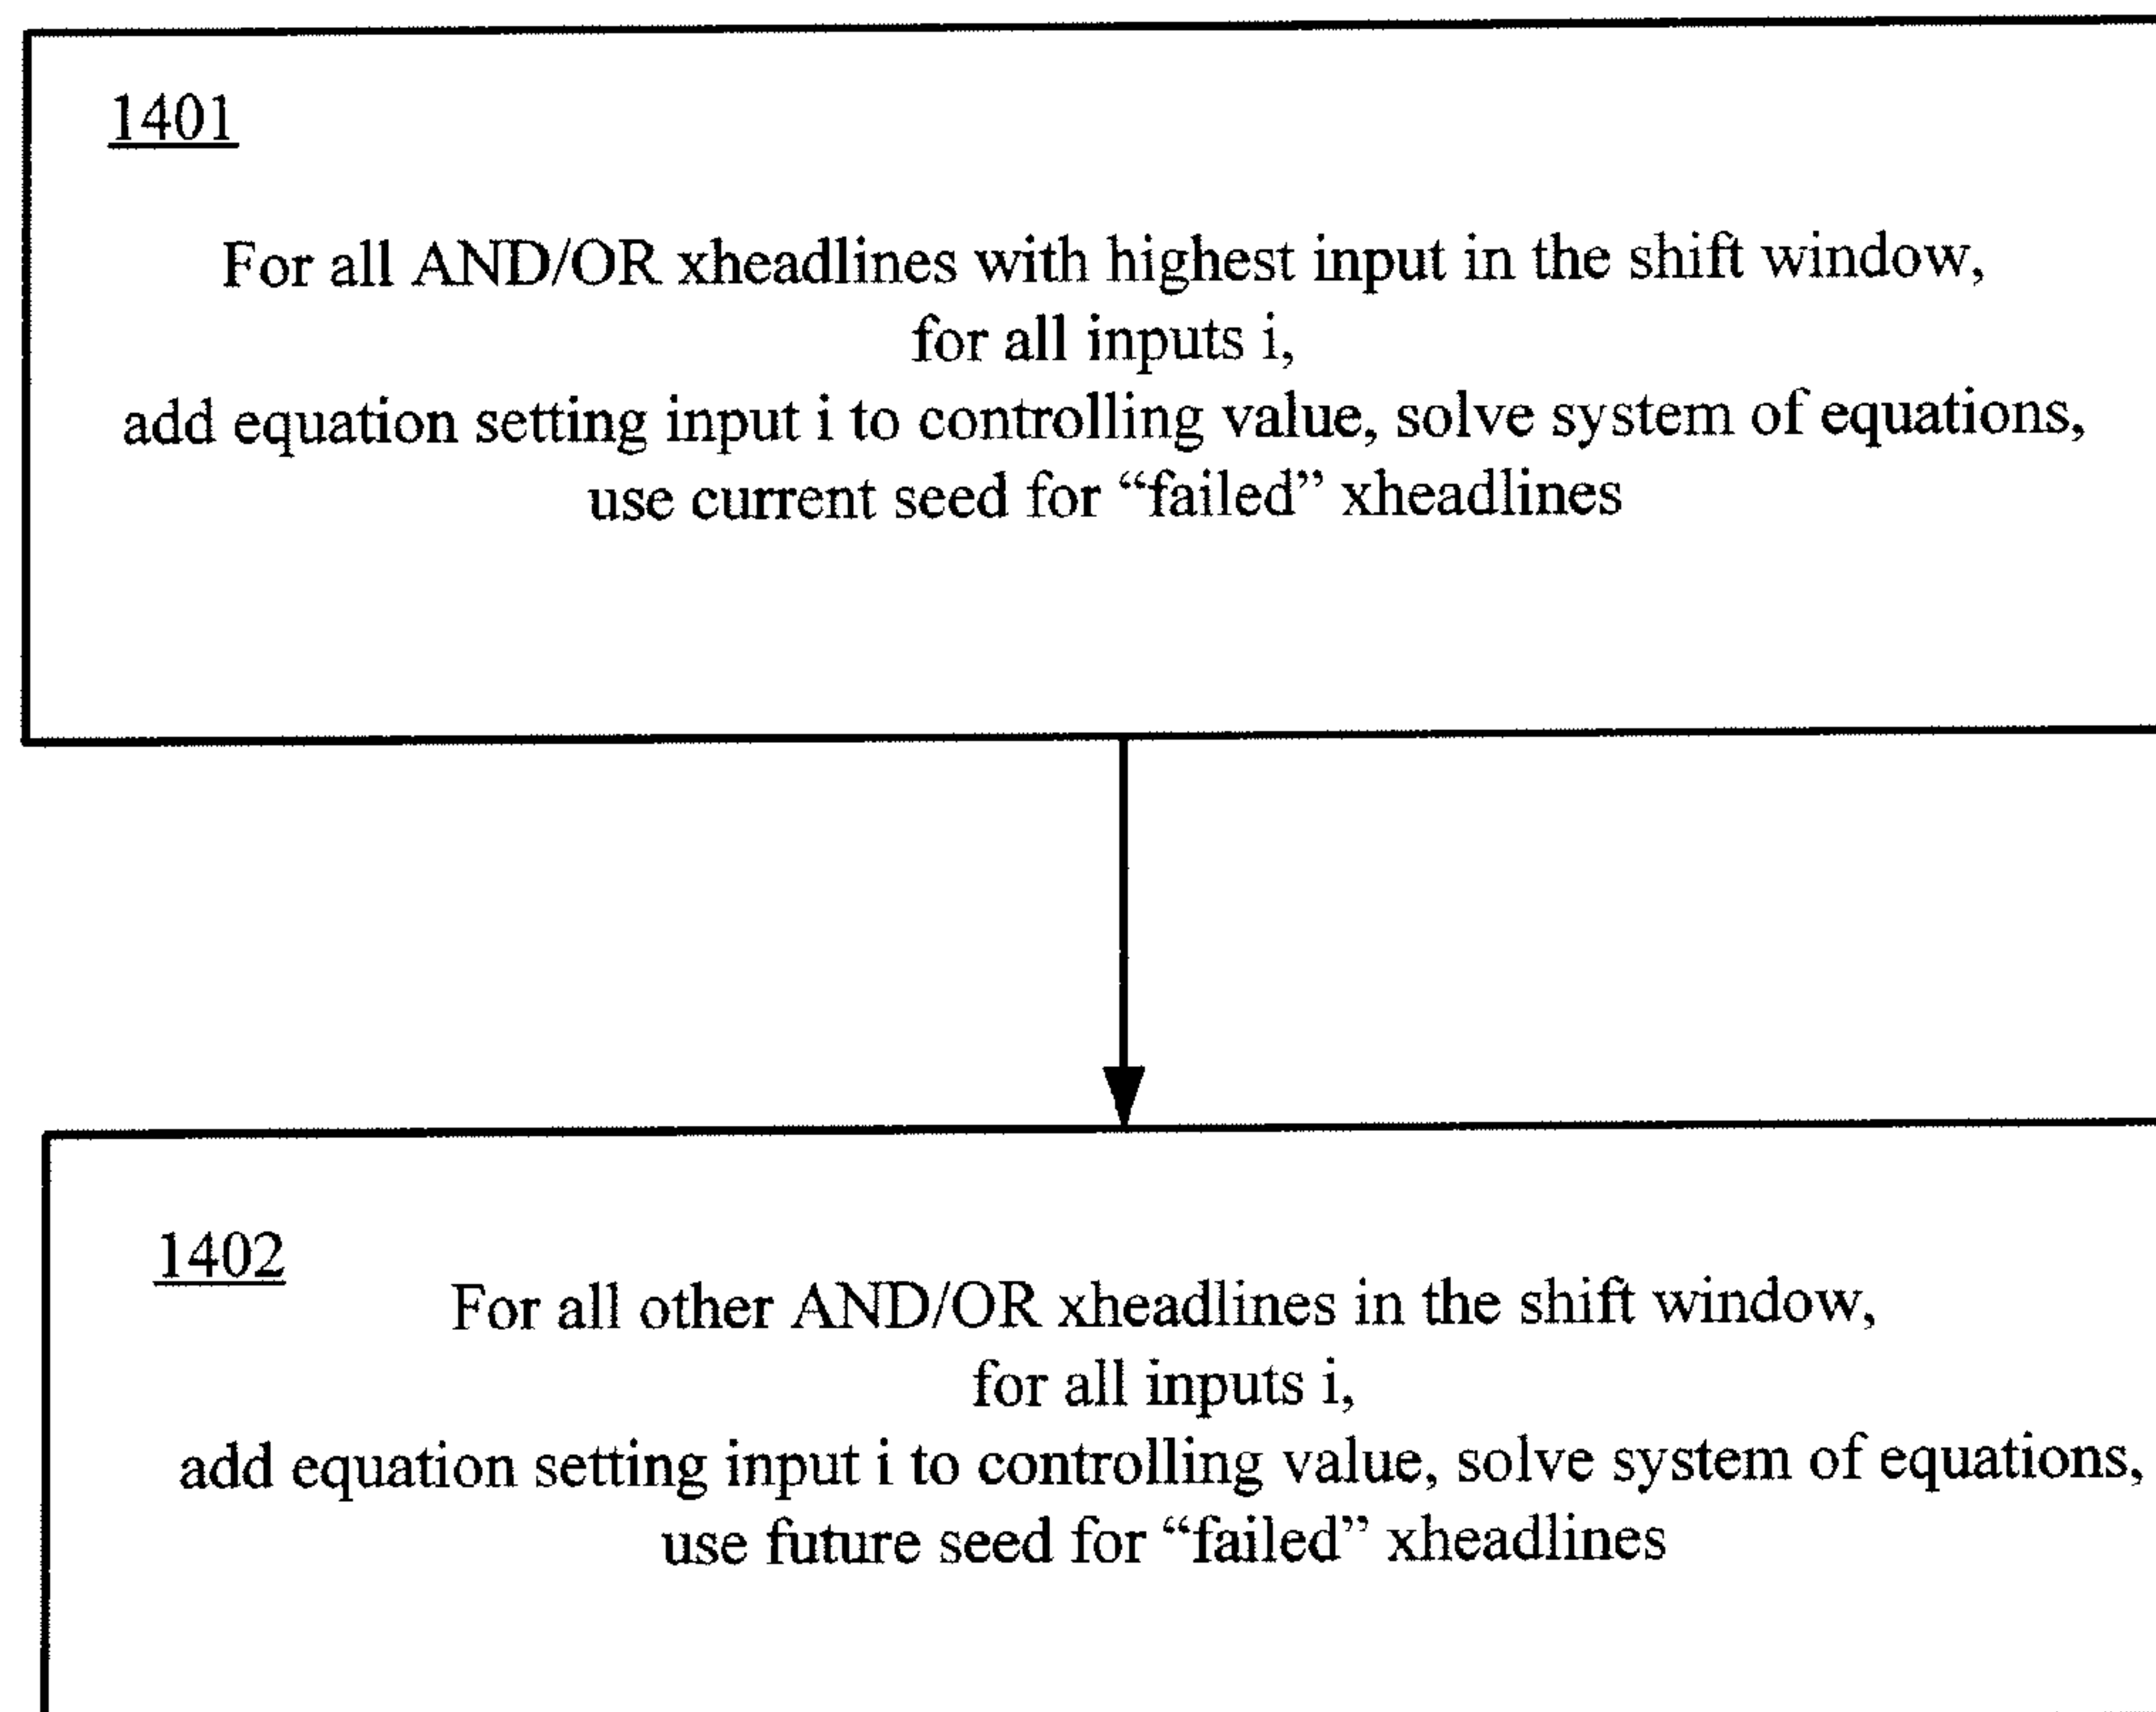 1401
For all AND/OR xheadlines with highest input in the shift window,
for all inputs i,
add equation setting input i to controlling value, solve system of equations,
use current seed for “failed” xheadlines
1402
For all other AND/OR xheadlines in the shift window,
for all inputs i,
add equation setting input i to controlling value, solve system of equations,
use future seed for “failed” xheadlines